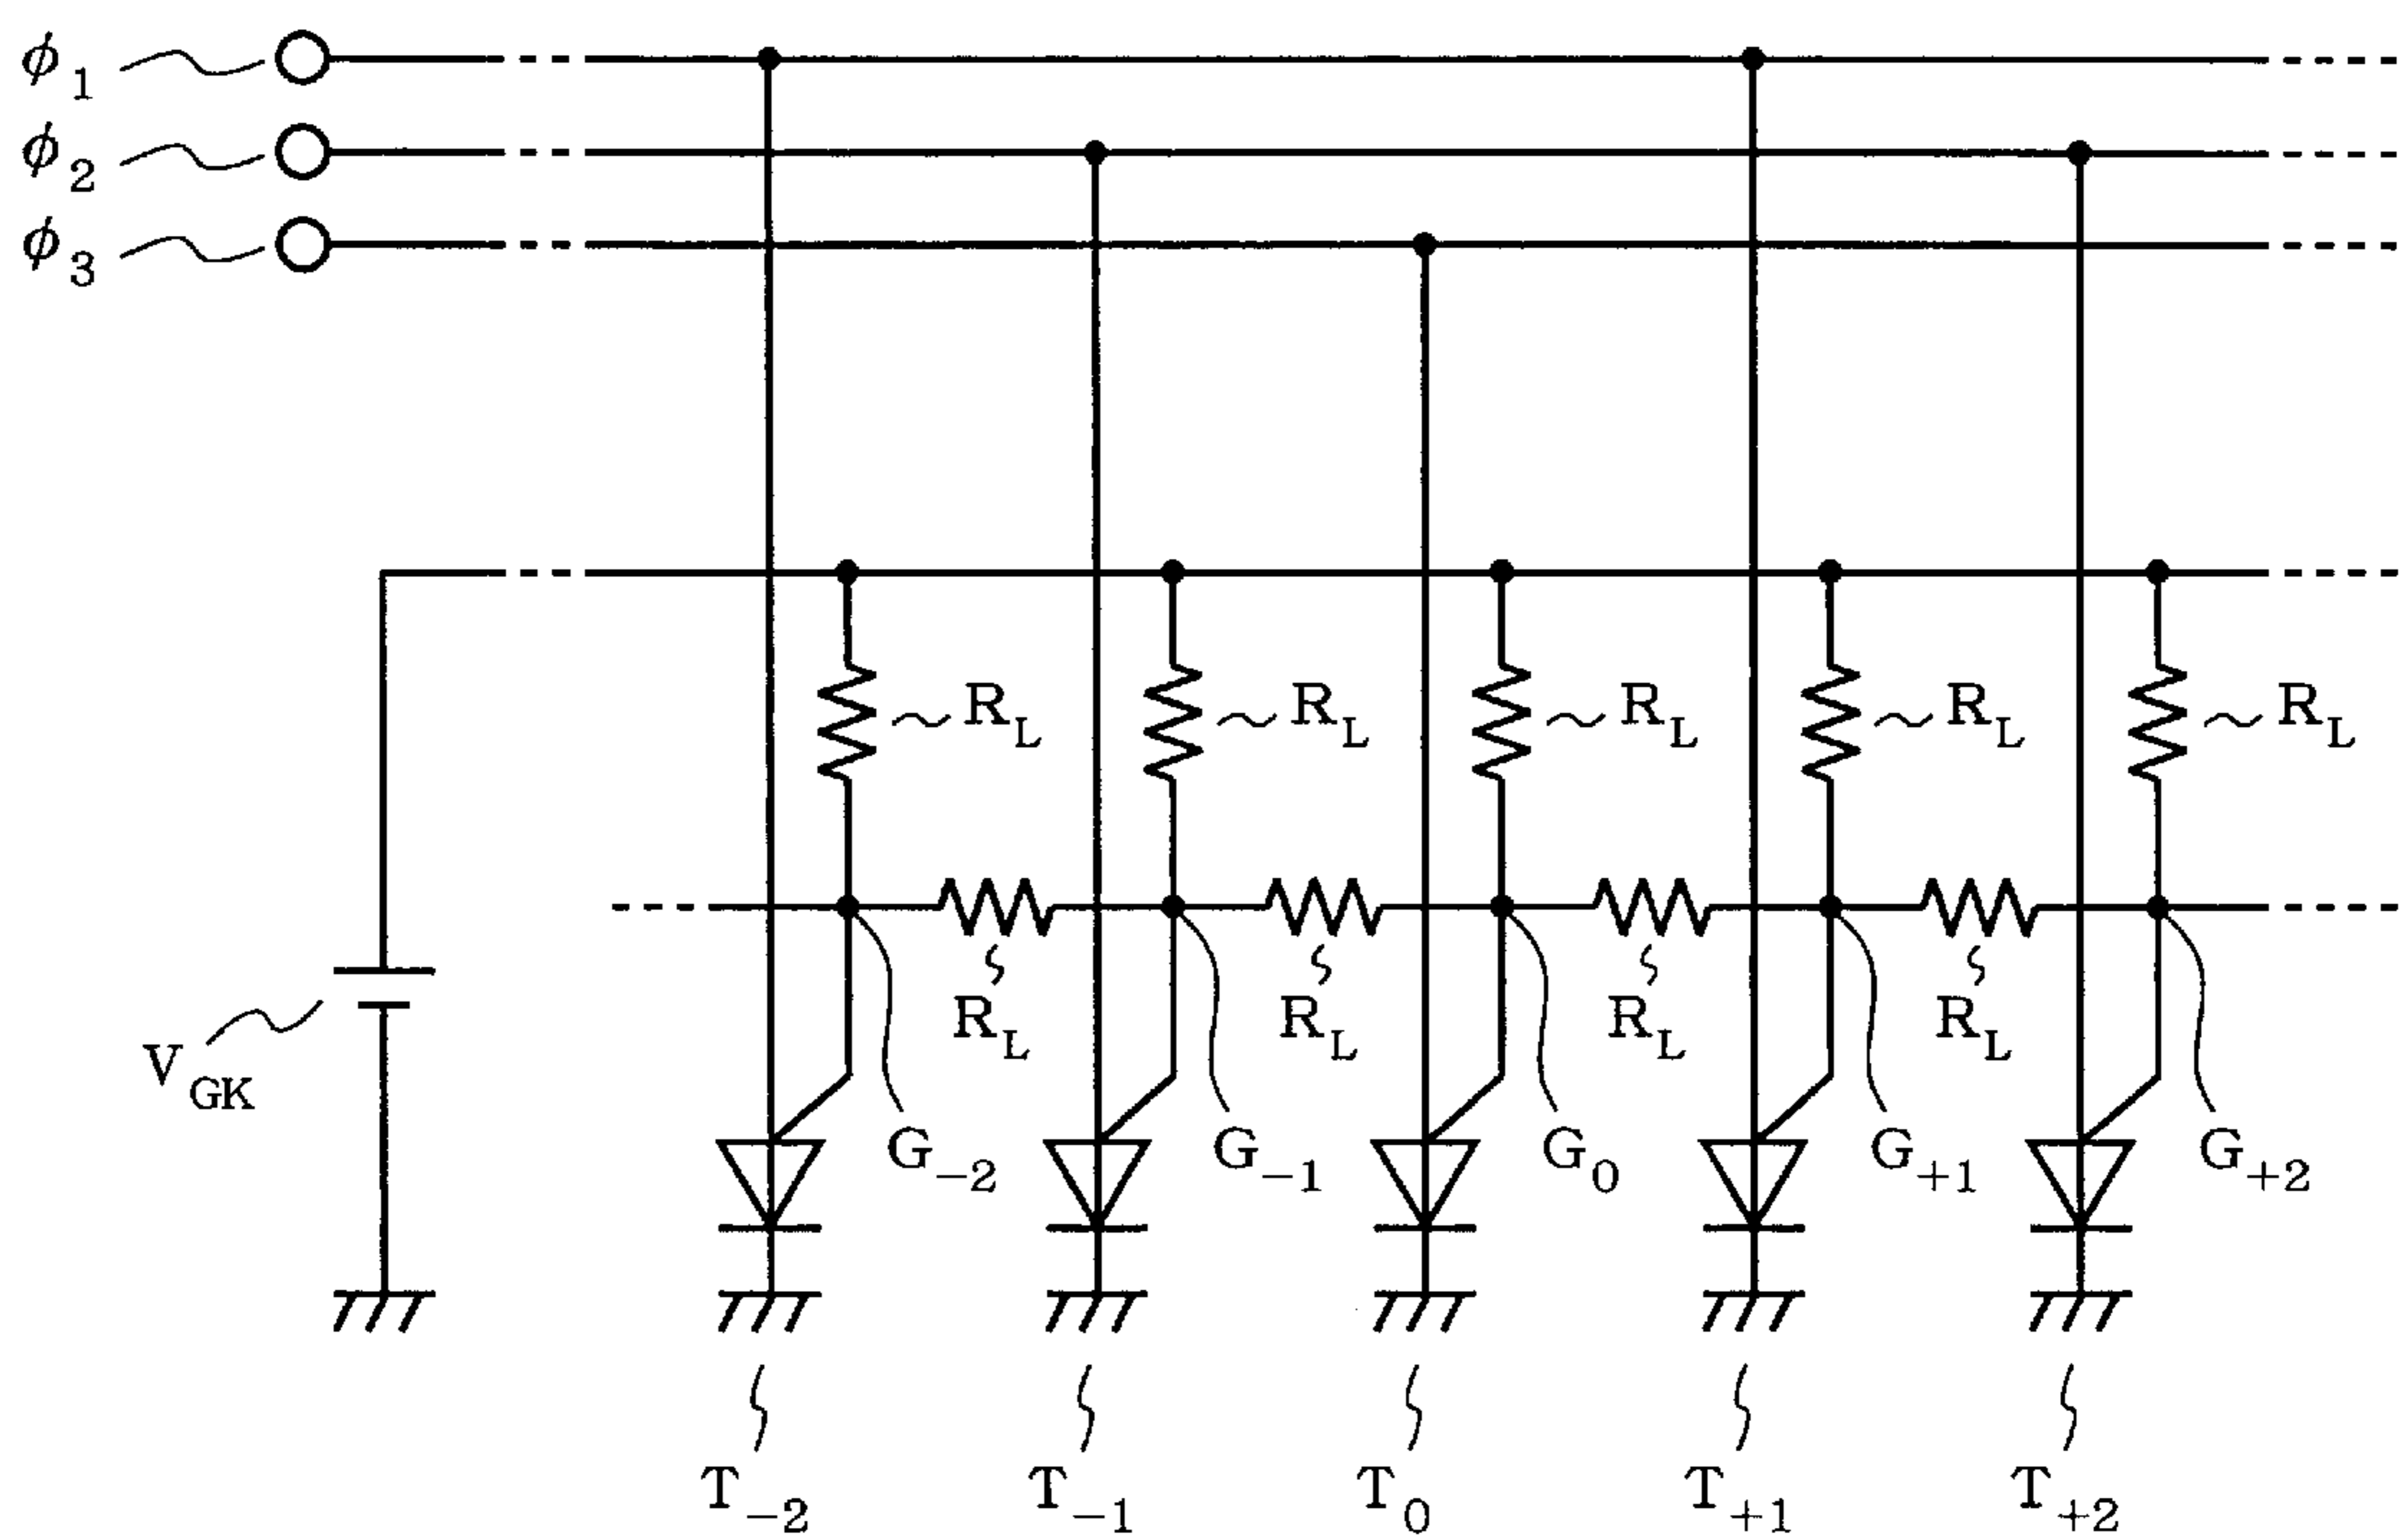 ϕ1
ϕ2
ϕ3
RL RL RL RL RL
RL RL RL RL
VGK
G−2 G−1 G0 G+1 G+2
T−2 T−1 T0 T+1 T+2